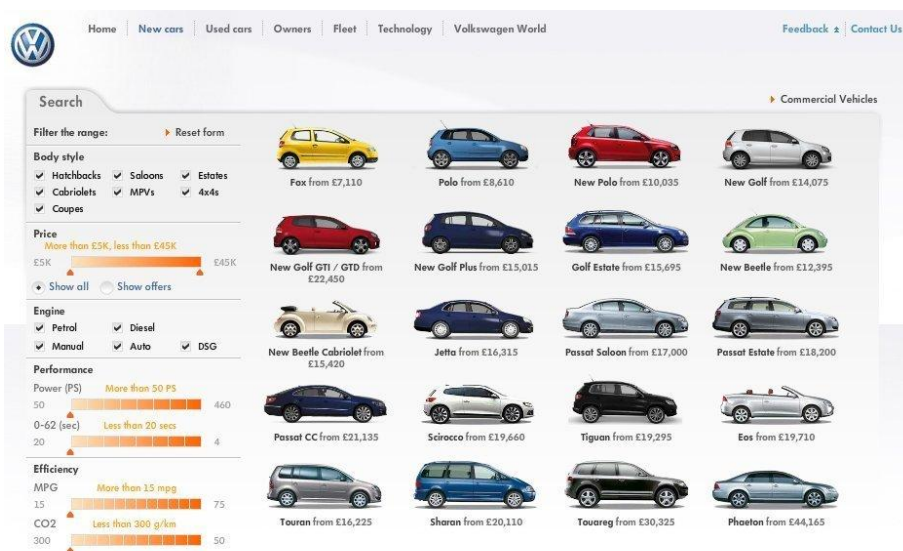 Home New cars Used cars Owners Fleet Technology Volkswagen World Feedback Contact Us
Search
Commercial Vehicles
Filter the range: Reset form
Body style
Hatchbacks Saloons Estates
Cabriolets MPVs 4x4s
Coupes
Price
More than £5K, less than £45K
£5K £45K
Show all Show offers
Engine
Petrol Diesel
Manual Auto DSG
Performance
Power (PS) More than 50 PS
50 460
0-62 (sec) Less than 20 secs
20 4
Efficiency
MPG More than 15 mpg
15 75
CO2 Less than 300 g/km
300 50
Fox from £7,110
Polo from £8,610
New Polo from £10,035
New Golf from £14,075
New Golf GTI / GTD from
£22,450
New Golf Plus from £15,015
Golf Estate from £15,695
New Beetle from £12,395
New Beetle Cabriolet from
£15,420
Jetta from £16,315
Passat Saloon from £17,000
Passat Estate from £18,200
Passat CC from £21,135
Scirocco from £19,660
Tiguan from £19,295
Eos from £19,710
Touran from £16,225
Sharan from £20,110
Touareg from £30,325
Phaeton from £44,165